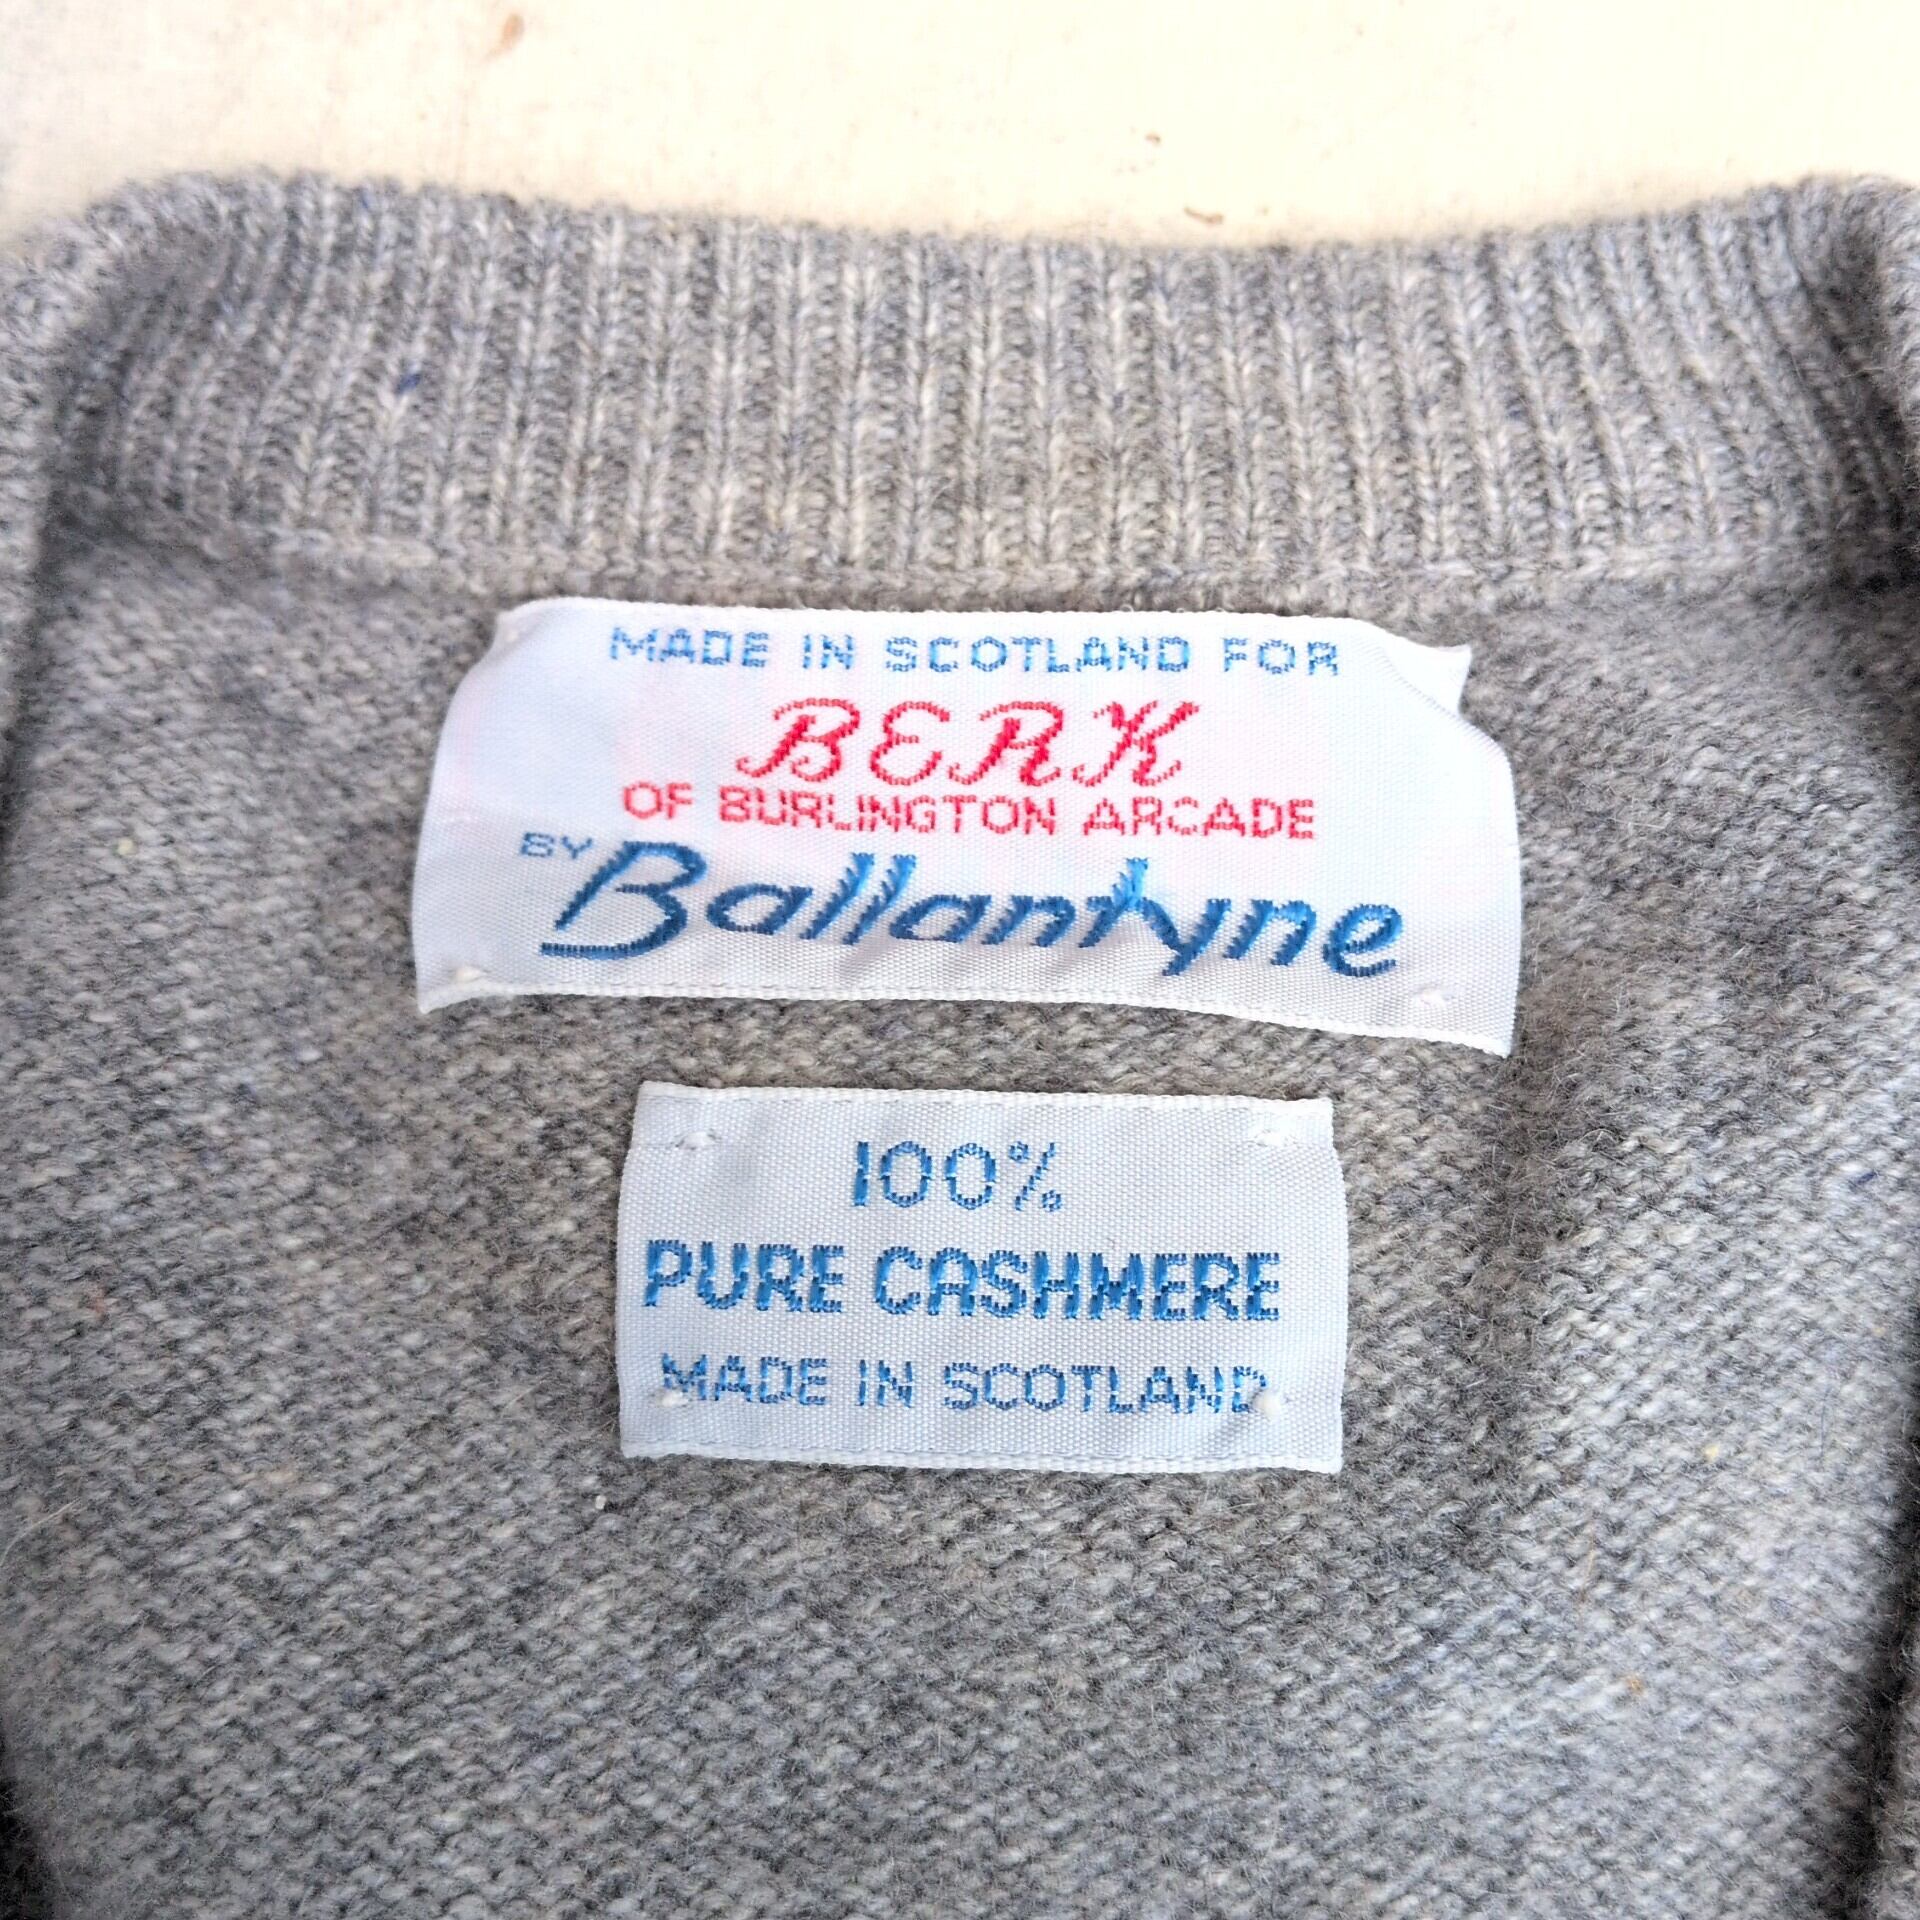 MADE IN SCOTLAND FOR
BERK
OF BURLINGTON ARCADE
BY Ballantyne
100%
PURE CASHMERE
MADE IN SCOTLAND